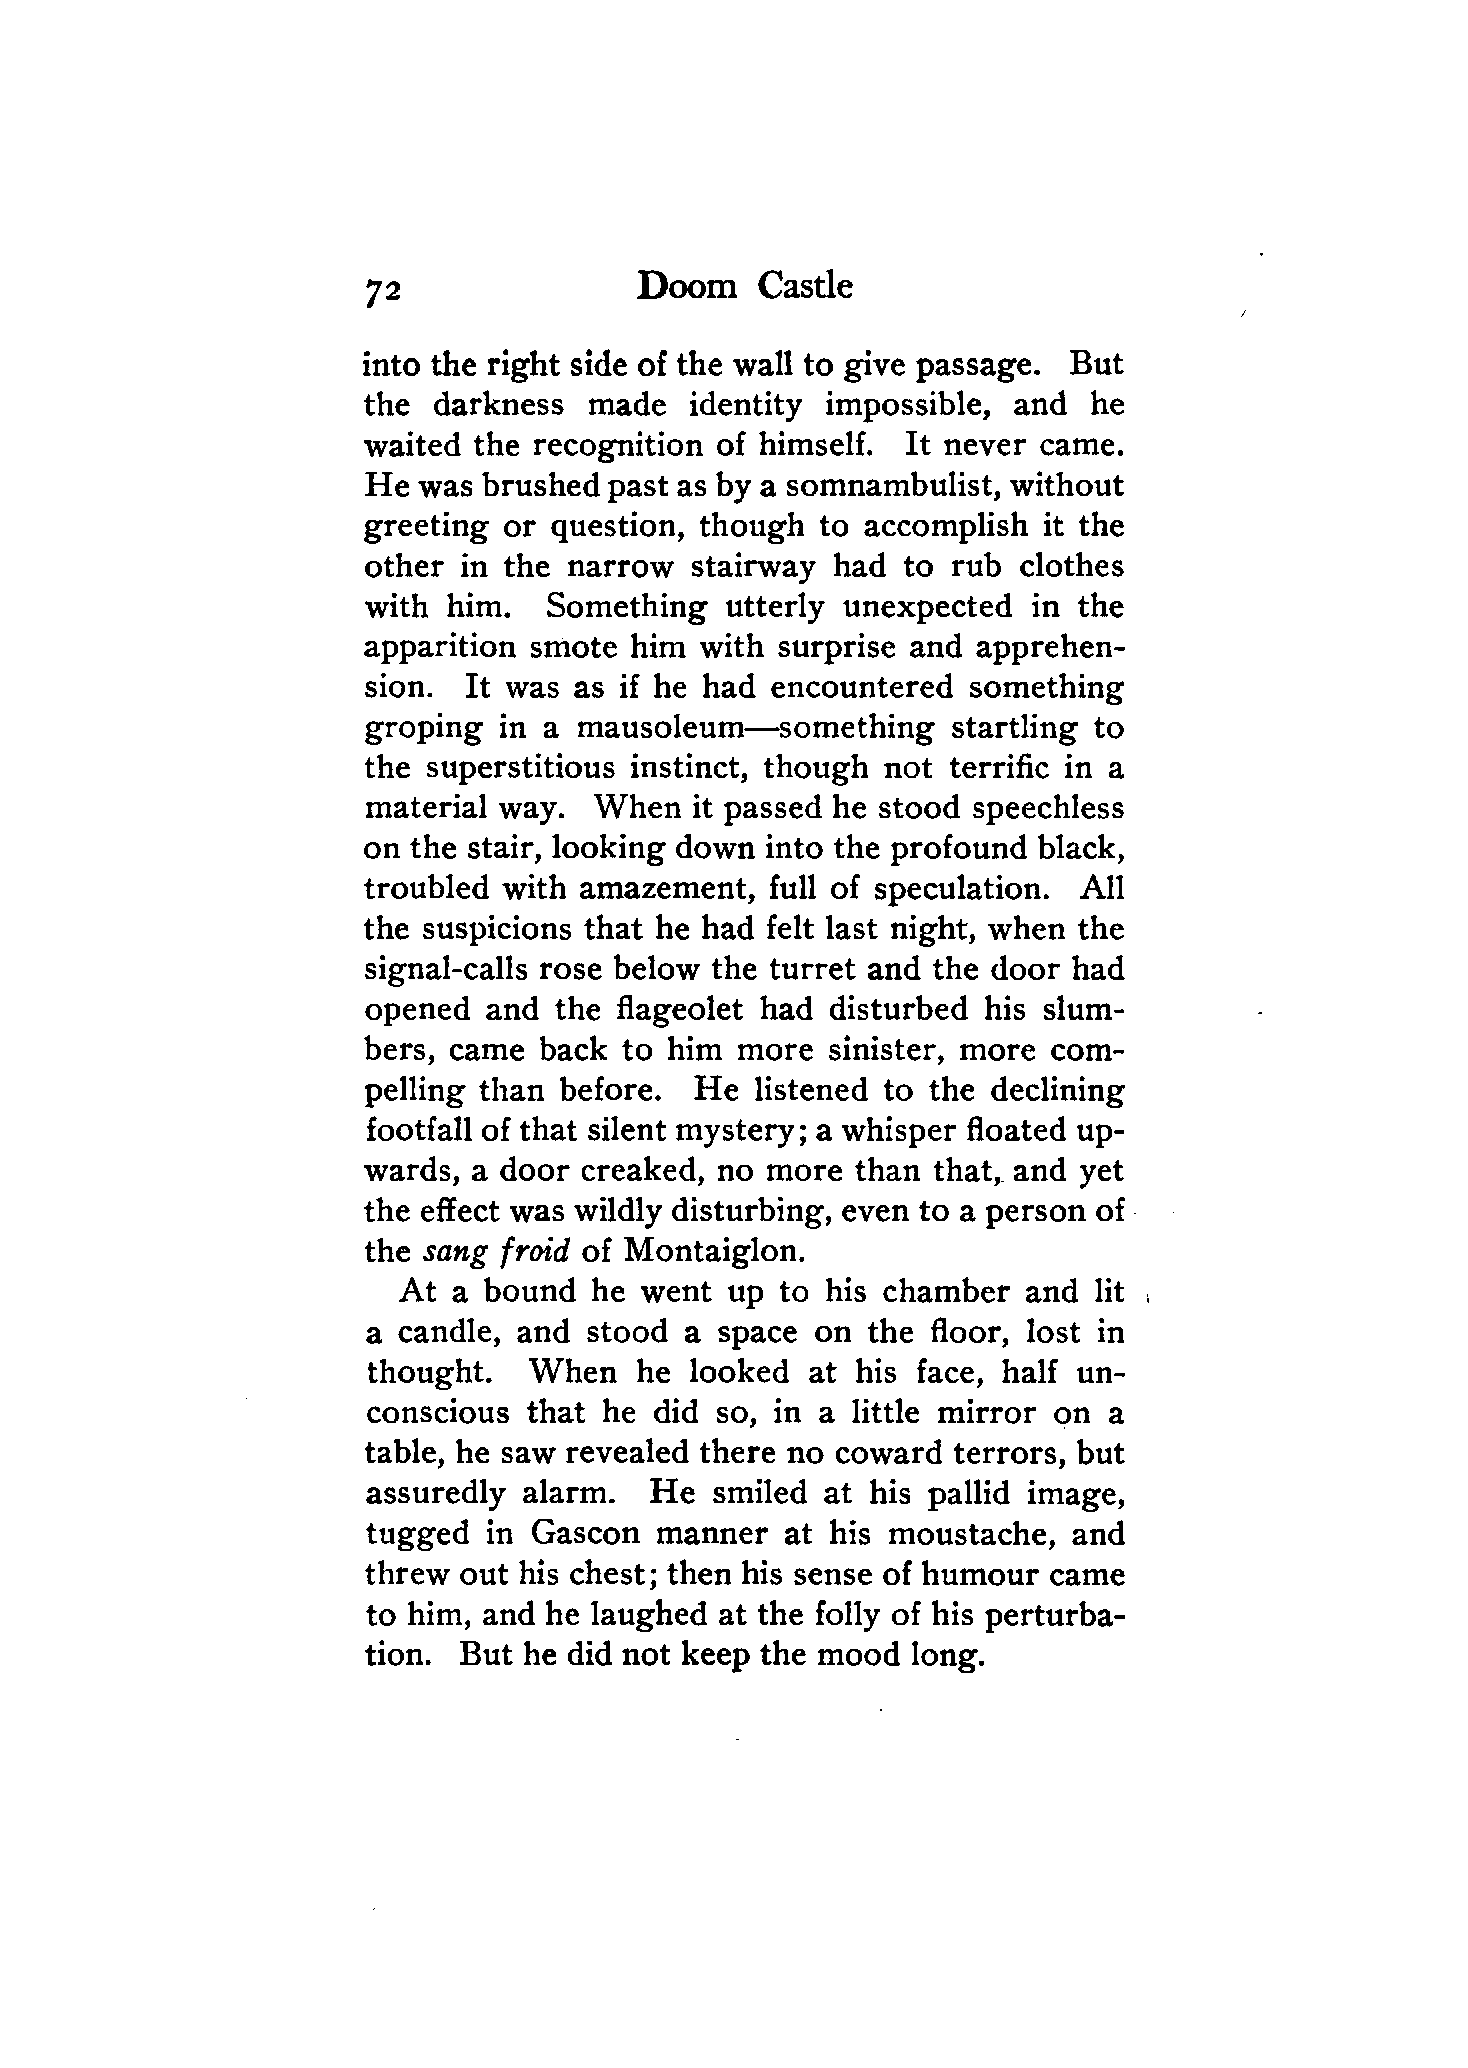 72 Doom Castle
into the right side of the wall to give passage. But
the darkness made identity impossible, and he
waited the recognition of himself. It never came.
He was brushed past as by a somnambulist, without
greeting or question, though to accomplish it the
other in the narrow stairway had to rub clothes
with him. Something utterly unexpected in the
apparition smote him with surprise and apprehen-
sion. It was as if he had encountered something
groping in a mausoleum—something startling to
the superstitious instinct, though not terrific in a
material way. When it passed he stood speechless
on the stair, looking down into the profound black,
troubled with amazement, full of speculation. All
the suspicions that he had felt last night, when the
signal-calls rose below the turret and the door had
opened and the flageolet had disturbed his slum-
bers, came back to him more sinister, more com-
pelling than before. He listened to the declining
footfall of that silent mystery; a whisper floated up-
wards, a door creaked, no more than that, and yet
the effect was wildly disturbing, even to a person of
the sang froid of Montaiglon.
At a bound he went up to his chamber and lit
a candle, and stood a space on the floor, lost in
thought. When he looked at his face, half un-
conscious that he did so, in a little mirror on a
table, he saw revealed there no coward terrors, but
assuredly alarm. He smiled at his pallid image,
tugged in Gascon manner at his moustache, and
threw out his chest; then his sense of humour came
to him, and he laughed at the folly of his perturba-
tion. But he did not keep the mood long.